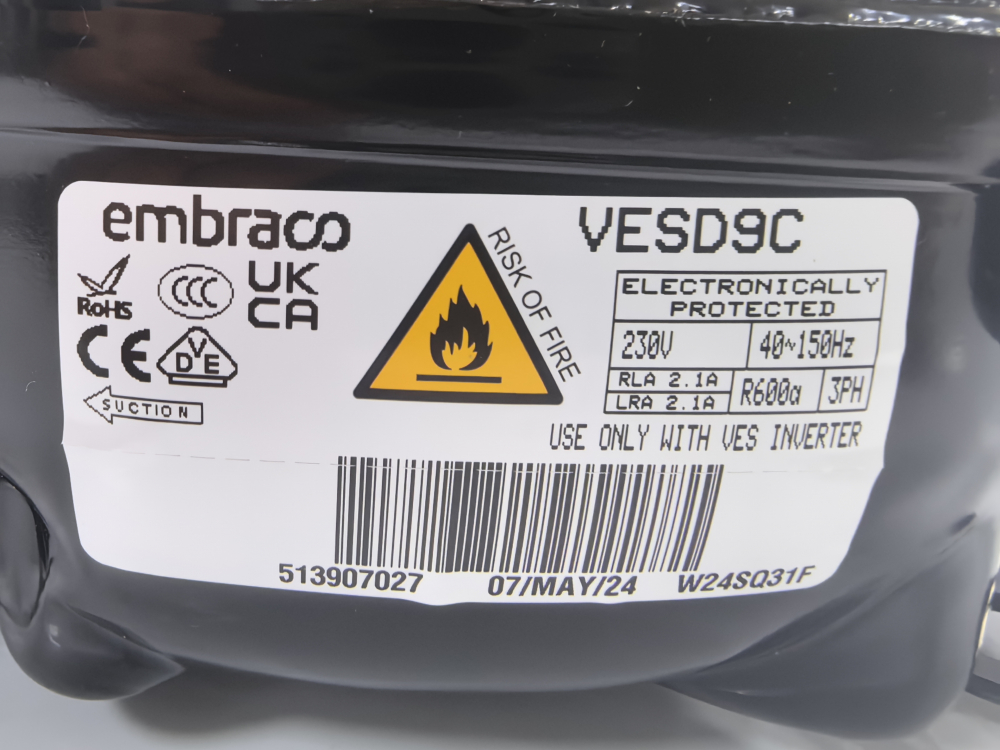 embraco
VESD9C
RoHS
CCC
UK
CA
CE
VDE
SUCTION
RISK OF FIRE
ELECTRONICALLY
PROTECTED
230V 40~150Hz
RLA 2.1A
LRA 2.1A
R600a 3PH
USE ONLY WITH VES INVERTER
513907027 07/MAY/24 W24SQ31F